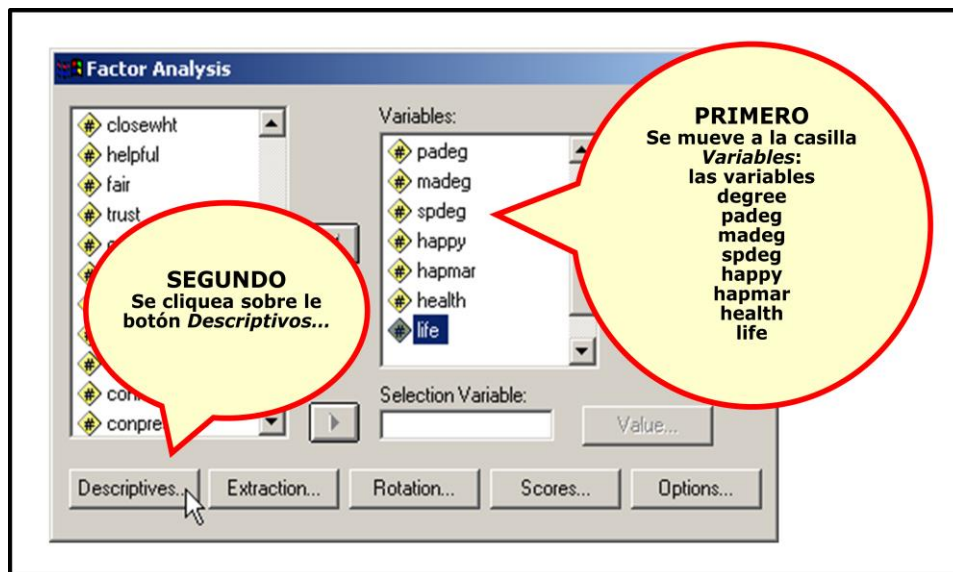 Factor Analysis
closewht
helpful
fair
trust
conpre
Variables:
padeg
madeg
spdeg
happy
hapmar
health
life
Selection Variable:
Value...
Descriptives...
Extraction...
Rotation...
Scores...
Options...
PRIMERO
Se mueve a la casilla
Variables:
las variables
degree
padeg
madeg
spdeg
happy
hapmar
health
life
SEGUNDO
Se cliquea sobre le
botón Descriptivos...